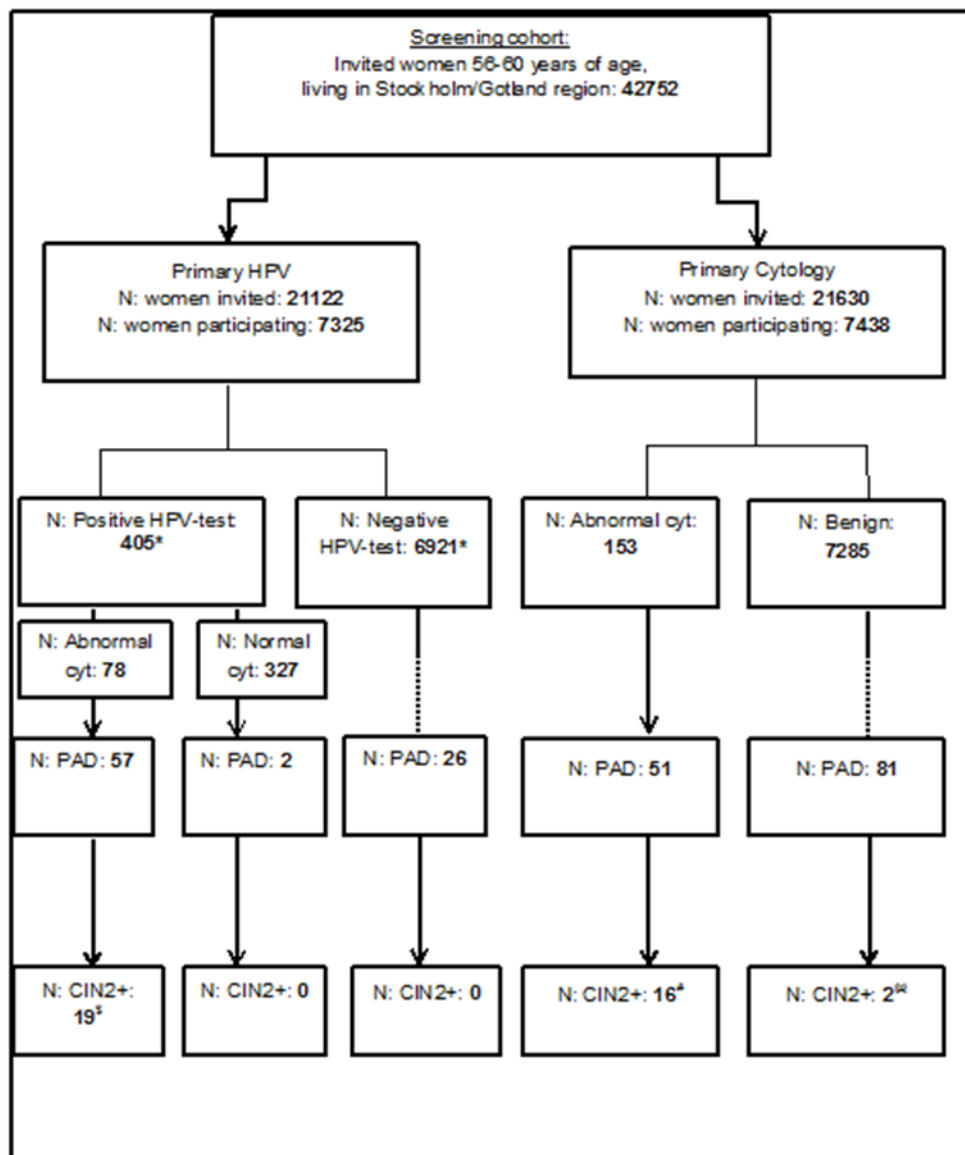 Screening cohort:
Invited women 56-60 years of age,
living in Stockholm/Gotland region: 42752
Primary HPV
N: women invited: 21122
N: women participating: 7325
Primary Cytology
N: women invited: 21630
N: women participating: 7438
N: Positive HPV-test:
405*
N: Negative
HPV-test: 6921*
N: Abnormal cyt:
153
N: Benign:
7285
N: Abnormal
cyt: 78
N: Normal
cyt: 327
N: PAD: 57
N: PAD: 2
N: PAD: 26
N: PAD: 51
N: PAD: 81
N: CIN2+:
19$
N: CIN2+: 0
N: CIN2+: 0
N: CIN2+: 16
N: CIN2+: 2